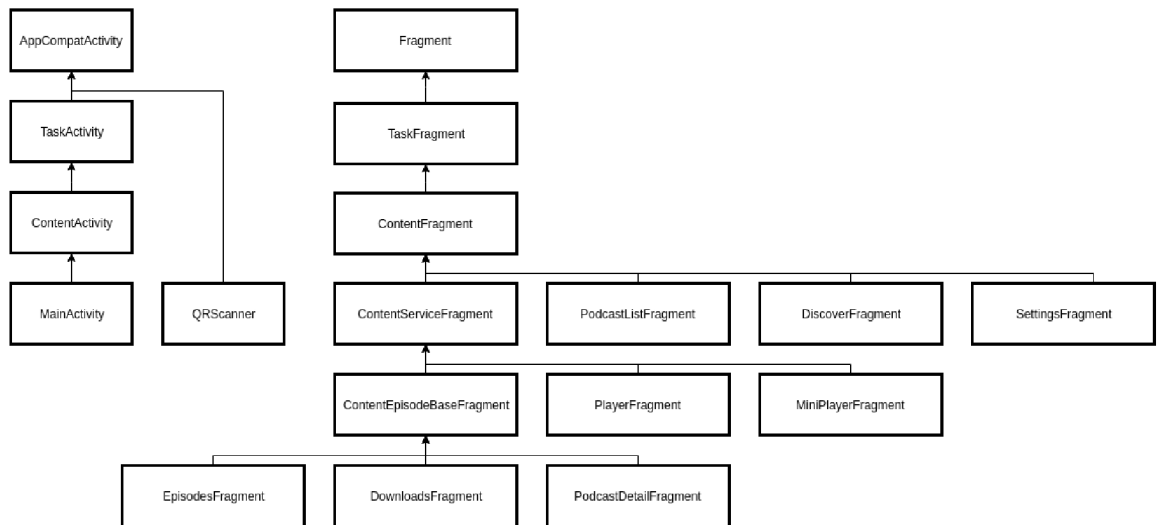 AppCompatActivity
Fragment
TaskActivity
TaskFragment
ContentActivity
ContentFragment
MainActivity
QRScanner
ContentServiceFragment
PodcastListFragment
DiscoverFragment
SettingsFragment
ContentEpisodeBaseFragment
PlayerFragment
MiniPlayerFragment
EpisodesFragment
DownloadsFragment
PodcastDetailFragment